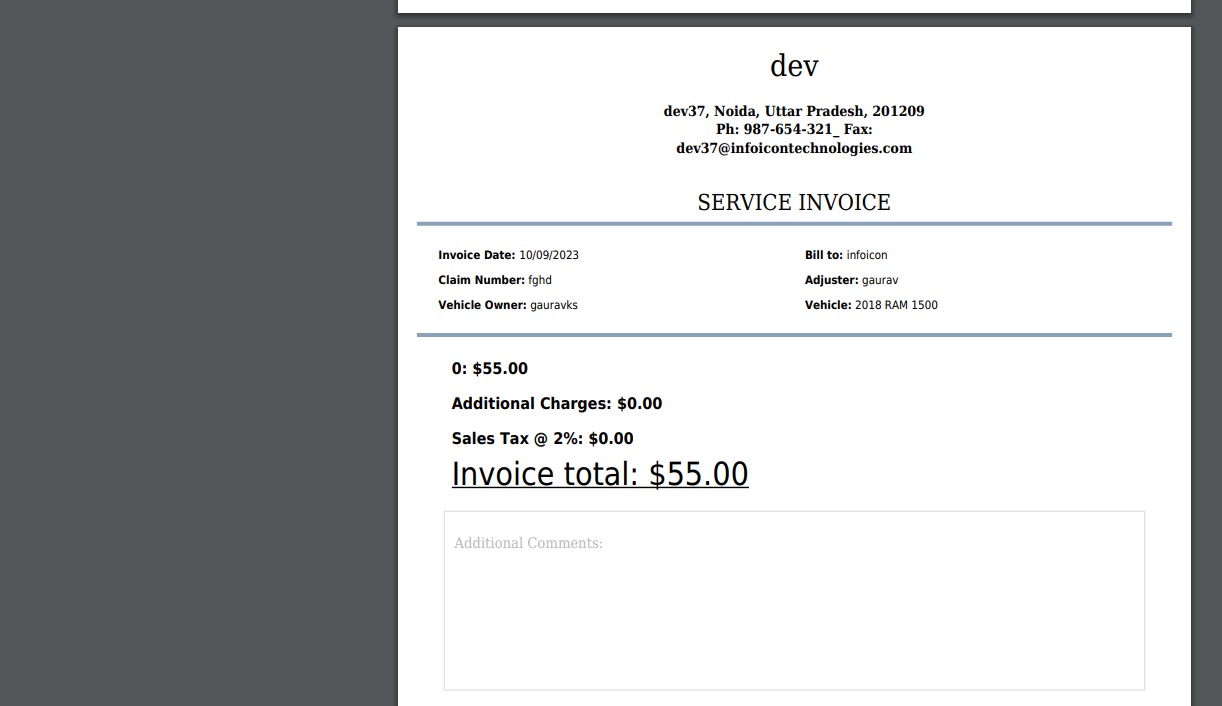 dev
dev37, Noida, Uttar Pradesh, 201209
Ph: 987-654-321_ Fax:
dev37@infoicontechnologies.com
SERVICE INVOICE
Invoice Date: 10/09/2023
Bill to: infoicon
Claim Number: fghd
Adjuster: gaurav
Vehicle Owner: gauravks
Vehicle: 2018 RAM 1500
0: $55.00
Additional Charges: $0.00
Sales Tax @ 2%: $0.00
Invoice total: $55.00
Additional Comments: